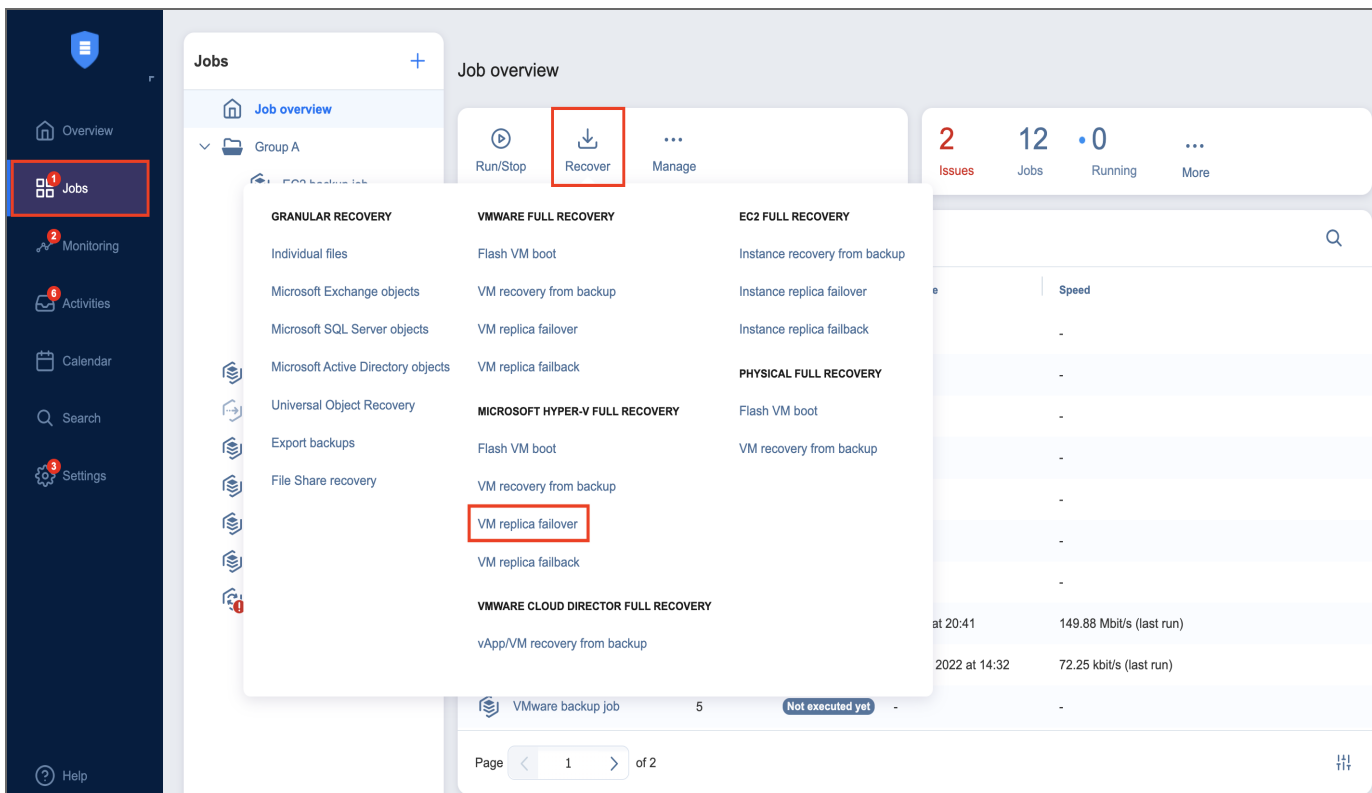 Overview
1
Jobs
2
Monitoring
6
Activities
Calendar
Search
3
Settings
Help
Jobs
Job overview
Group A
Job overview
Run/Stop
Recover
Manage
2
Issues
12
Jobs
0
Running
More
GRANULAR RECOVERY
Individual files
Microsoft Exchange objects
Microsoft SQL Server objects
Microsoft Active Directory objects
Universal Object Recovery
Export backups
File Share recovery
VMWARE FULL RECOVERY
Flash VM boot
VM recovery from backup
VM replica failover
VM replica failback
MICROSOFT HYPER-V FULL RECOVERY
Flash VM boot
VM recovery from backup
VM replica failover
VM replica failback
VMWARE CLOUD DIRECTOR FULL RECOVERY
vApp/VM recovery from backup
EC2 FULL RECOVERY
Instance recovery from backup
Instance replica failover
Instance replica failback
PHYSICAL FULL RECOVERY
Flash VM boot
VM recovery from backup
e
Speed
-
-
-
-
-
-
-
at 20:41
149.88 Mbit/s (last run)
2022 at 14:32
72.25 kbit/s (last run)
VMware backup job
5
Not executed yet
-
-
Page
1
of 2